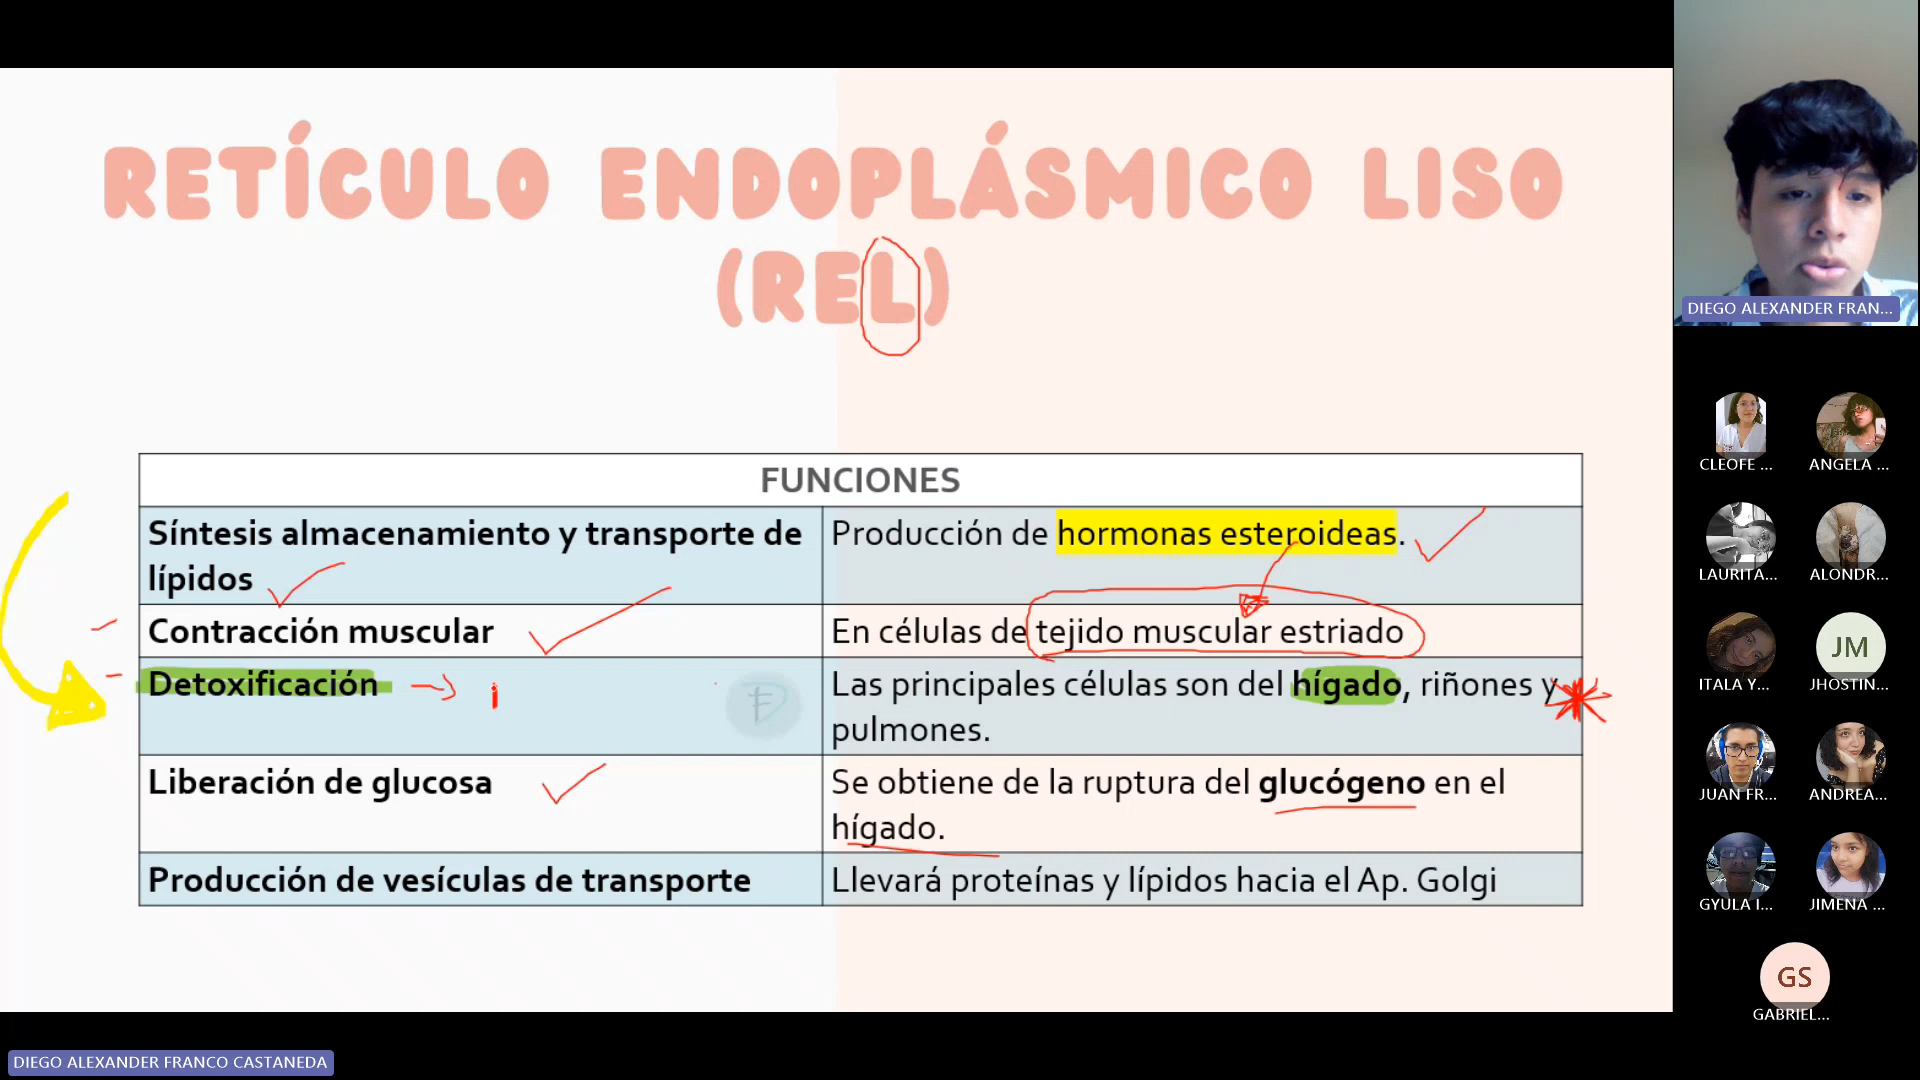 RETÍCULO ENDOPLÁSMICO LISO
(REL)
FUNCIONES
Síntesis almacenamiento y transporte de
lípidos
Producción de hormonas esteroideas.
Contracción muscular
En células de tejido muscular estriado
Detoxificación
Las principales células son del hígado, riñones y
pulmones.
Liberación de glucosa
Se obtiene de la ruptura del glucógeno en el
hígado.
Producción de vesículas de transporte
Llevará proteínas y lípidos hacia el Ap. Golgi
DIEGO ALEXANDER FRAN...
CLEOFE ...
ANGELA ...
LAURITA...
ALONDR...
ITALA Y...
JM
JHOSTIN...
JUAN FR...
ANDREA...
GYULA I...
JIMENA ...
GS
GABRIEL...
DIEGO ALEXANDER FRANCO CASTANEDA